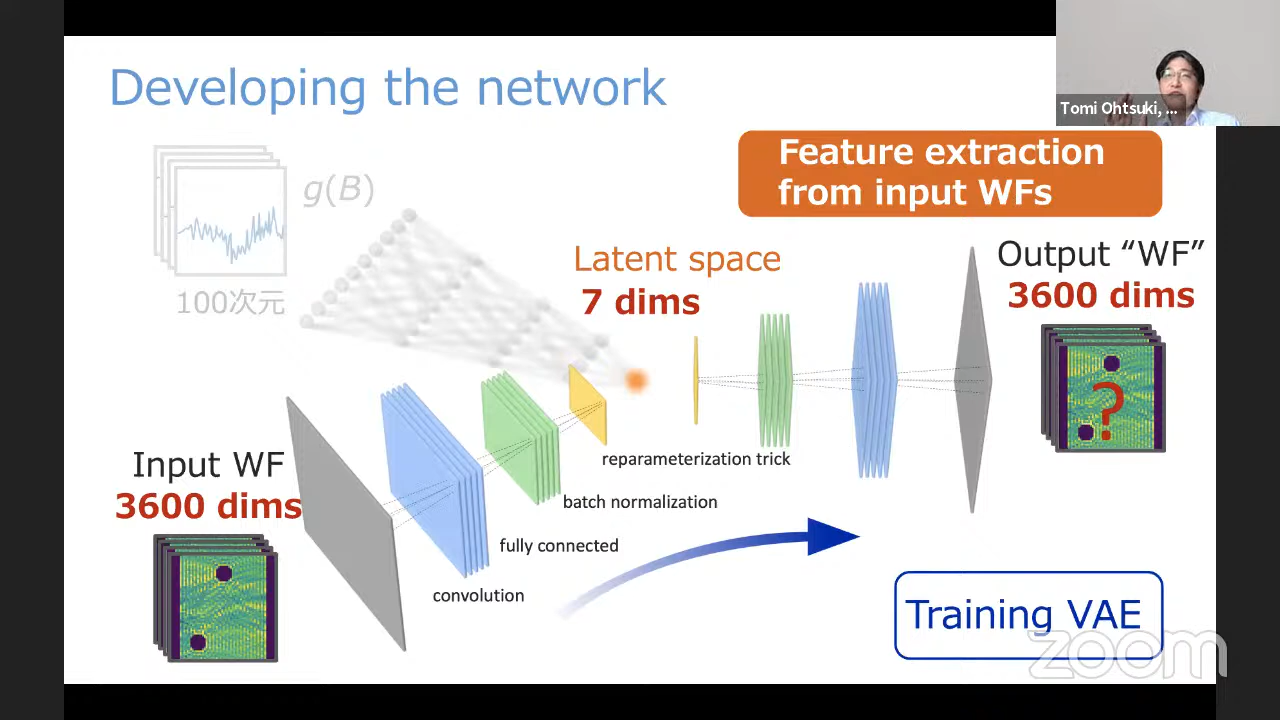 Developing the network
Tomi Ohtsuki, ...
Feature extraction
from input WFs
g(B)
100次元
Latent space
7 dims
Output “WF”
3600 dims
?
Input WF
3600 dims
reparameterization trick
batch normalization
fully connected
convolution
Training VAE
zoom